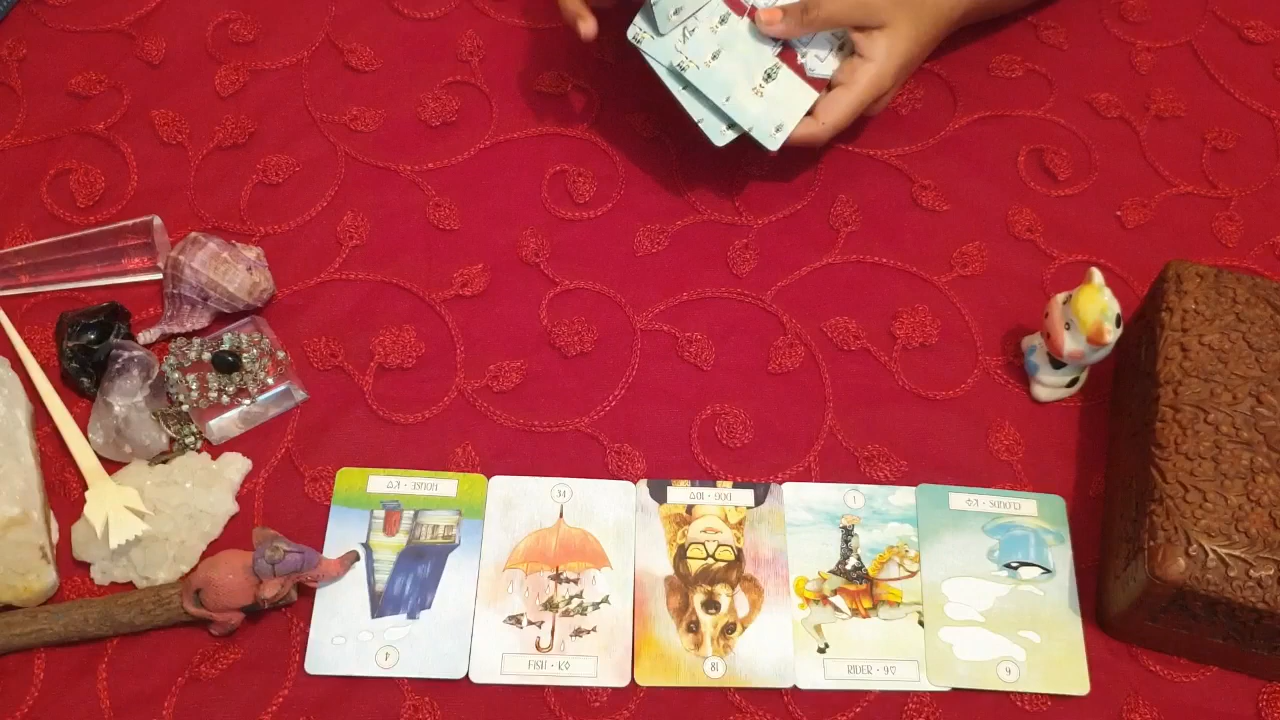 HOUSE • K♤
4
34
FISH • K♢
DOG • 10♡
18
1
RIDER • 9♡
CLOUDS • K♧
6